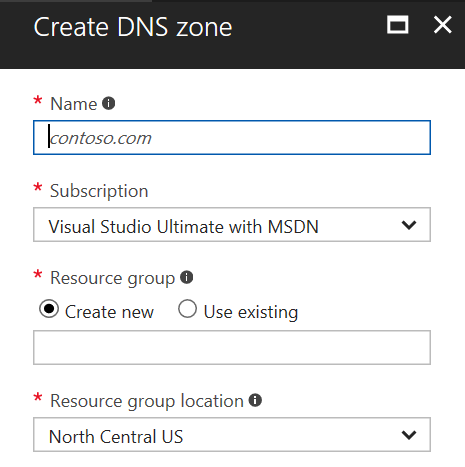 Create DNS zone
* Name
contoso.com
* Subscription
Visual Studio Ultimate with MSDN
* Resource group
Create new Use existing
* Resource group location
North Central US